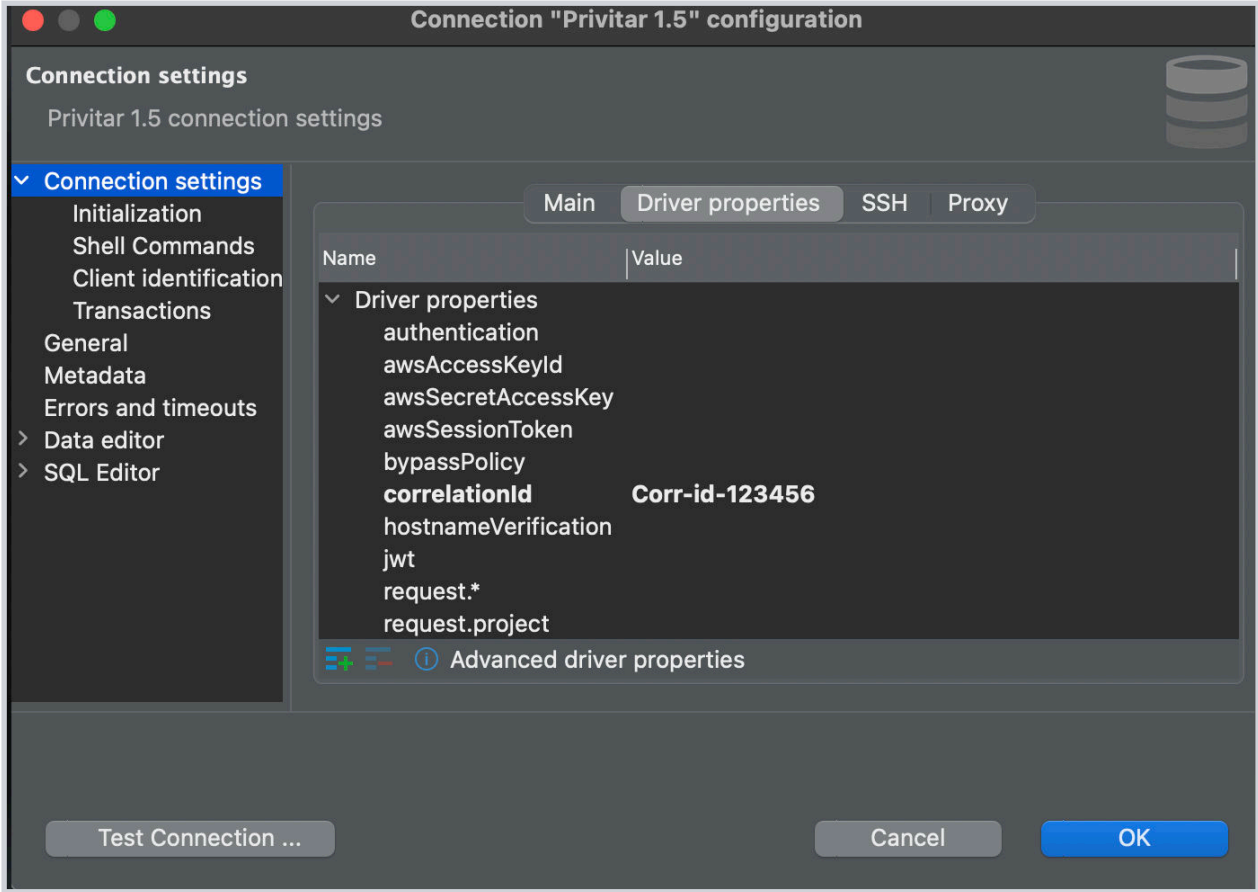 Connection "Privitar 1.5" configuration
Connection settings
Privitar 1.5 connection settings
Connection settings
Initialization
Shell Commands
Client identification
Transactions
General
Metadata
Errors and timeouts
Data editor
SQL Editor
Main Driver properties SSH Proxy
Name Value
Driver properties
authentication
awsAccessKeyId
awsSecretAccessKey
awsSessionToken
bypassPolicy
correlationId Corr-id-123456
hostnameVerification
jwt
request.*
request.project
Advanced driver properties
Test Connection ... Cancel OK